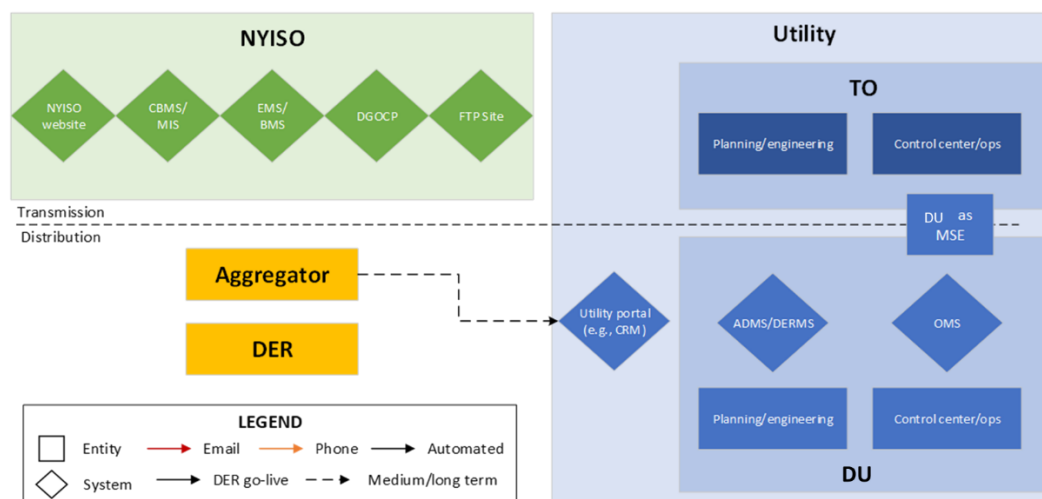 NYISO
NYISO
website
CBMS/
MIS
EMS/
BMS
DGOCP
FTP Site
Utility
TO
Planning/engineering
Control center/ops
Transmission
Distribution
DU as
MSE
Aggregator
DER
Utility portal
(e.g., CRM)
ADMS/DERMS
OMS
Planning/engineering
Control center/ops
DU
LEGEND
Entity
Email
Phone
Automated
System
DER go-live
Medium/long term